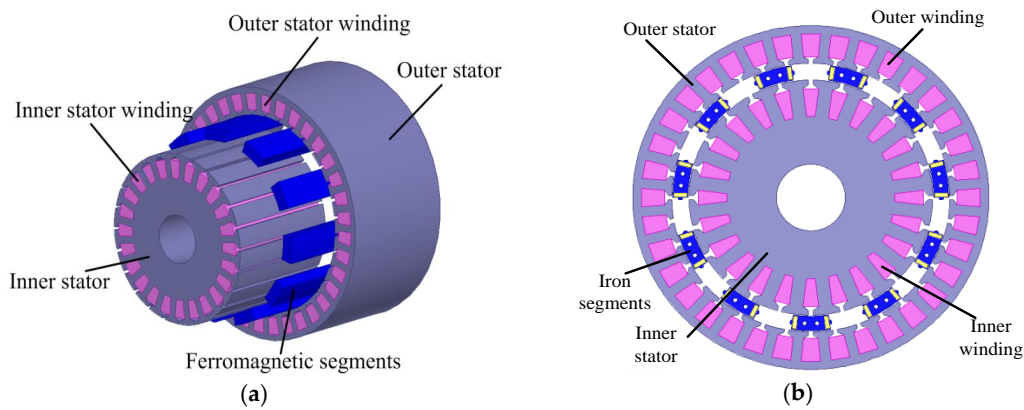 Outer stator winding
Outer stator
Inner stator winding
Inner stator
Ferromagnetic segments
(a)
Outer winding
Outer stator
Iron
segments
Inner
stator
Inner
winding
(b)